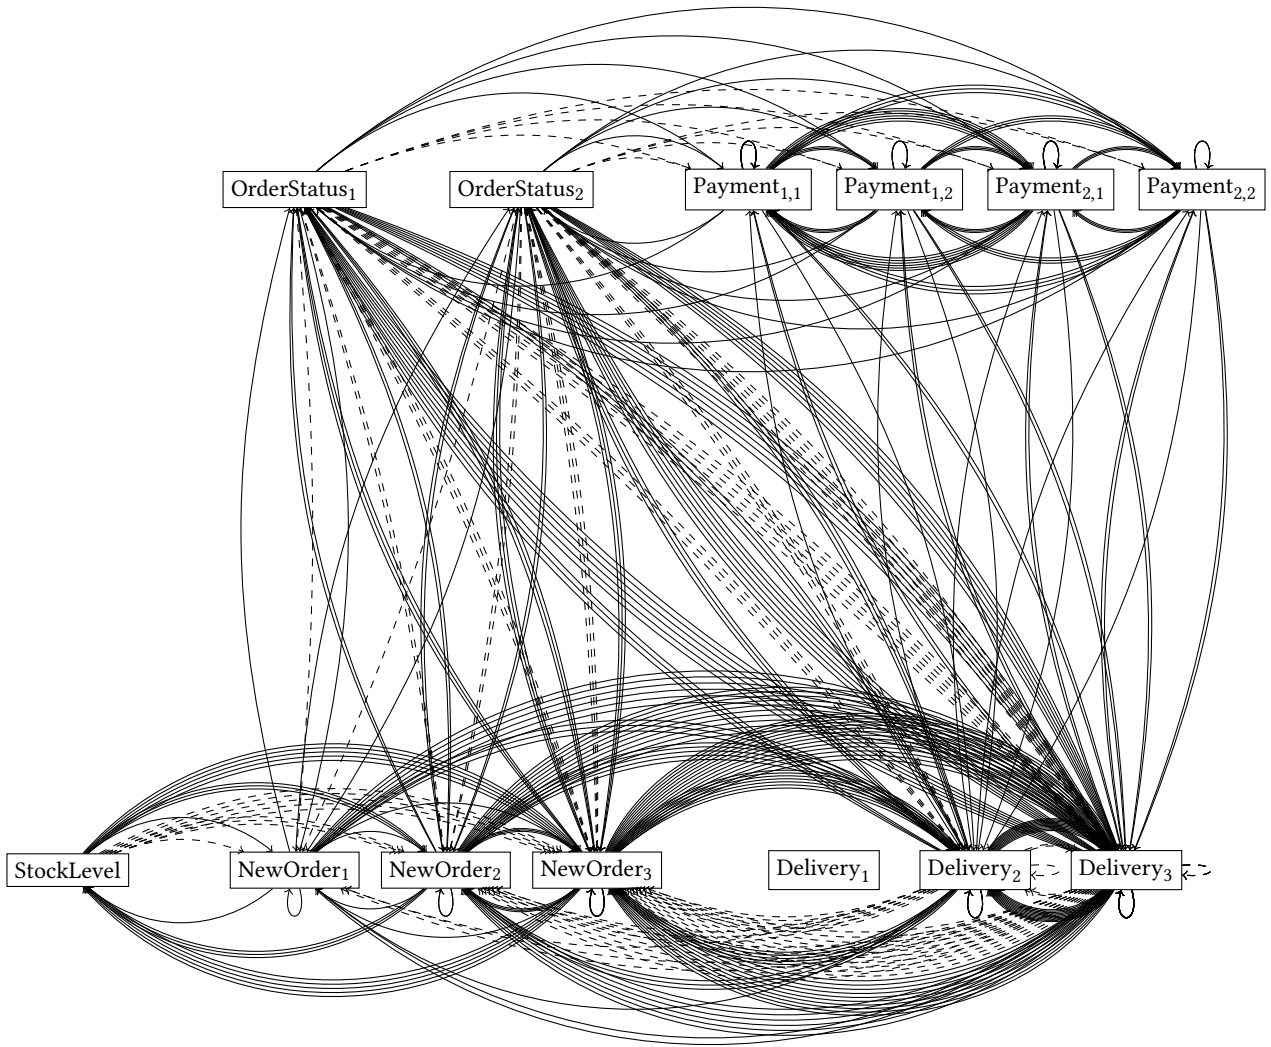 OrderStatus₁ OrderStatus₂ Payment₁,₁ Payment₁,₂ Payment₂,₁ Payment₂,₂
StockLevel NewOrder₁ NewOrder₂ NewOrder₃ Delivery₁ Delivery₂ Delivery₃